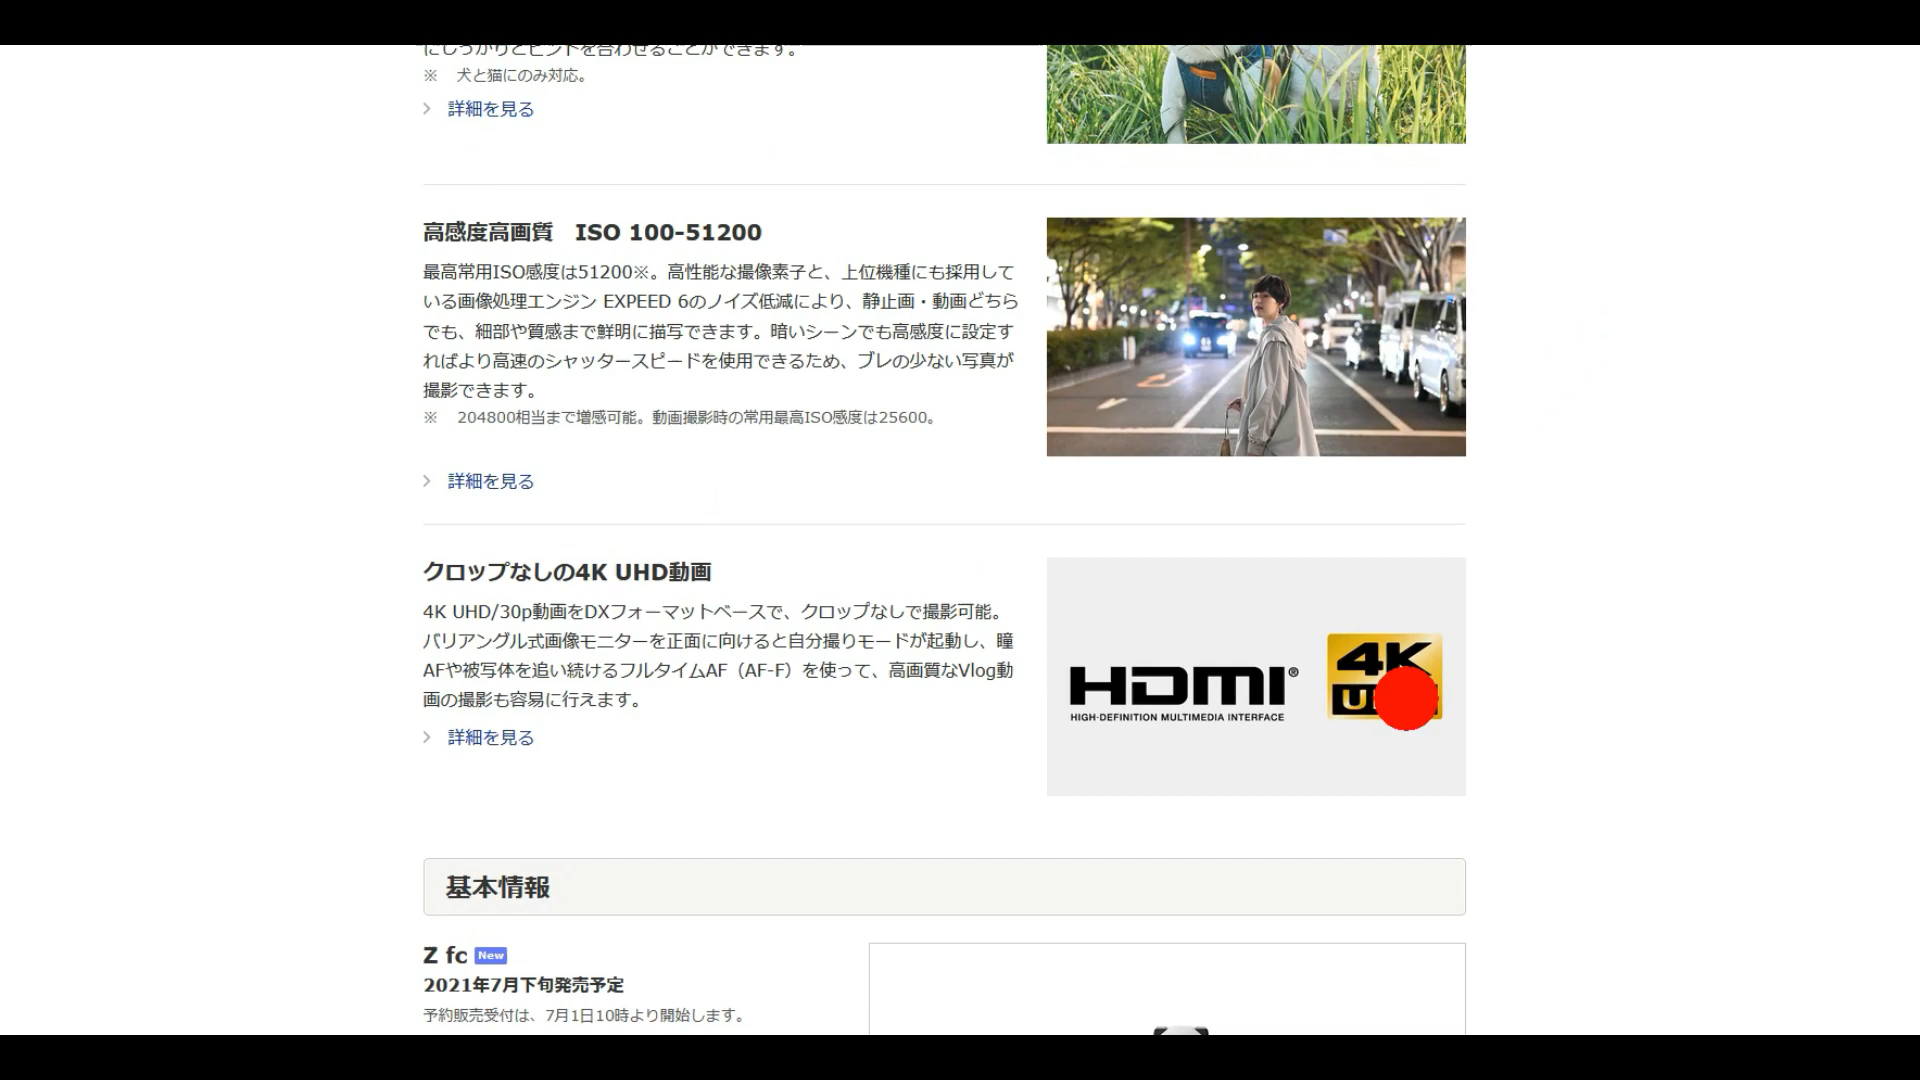 にしっかりとピントを合わせることができます。
※　犬と猫にのみ対応。
詳細を見る
高感度高画質　ISO 100-51200
最高常用ISO感度は51200※。高性能な撮像素子と、上位機種にも採用して
いる画像処理エンジン EXPEED 6のノイズ低減により、静止画・動画どちら
でも、細部や質感まで鮮明に描写できます。暗いシーンでも高感度に設定す
ればより高速のシャッタースピードを使用できるため、ブレの少ない写真が
撮影できます。
※　204800相当まで増感可能。動画撮影時の常用最高ISO感度は25600。
詳細を見る
クロップなしの4K UHD動画
4K UHD/30p動画をDXフォーマットベースで、クロップなしで撮影可能。
バリアングル式画像モニターを正面に向けると自分撮りモードが起動し、瞳
AFや被写体を追い続けるフルタイムAF（AF-F）を使って、高画質なVlog動
画の撮影も容易に行えます。
詳細を見る
HDMI®
HIGH-DEFINITION MULTIMEDIA INTERFACE
4K
基本情報
Z fc New
2021年7月下旬発売予定
予約販売受付は、7月1日10時より開始します。